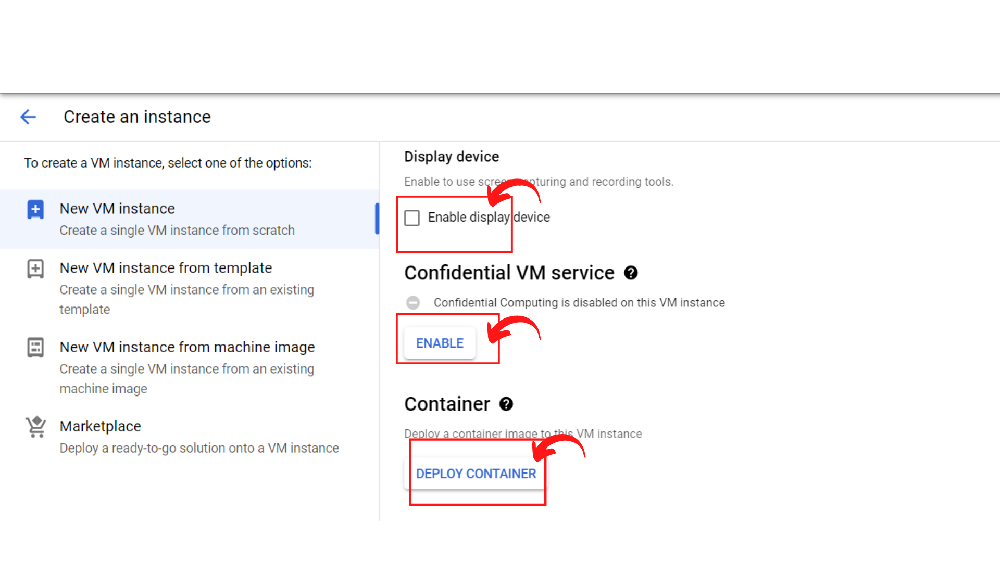 Create an instance
To create a VM instance, select one of the options:
New VM instance
Create a single VM instance from scratch
New VM instance from template
Create a single VM instance from an existing
template
New VM instance from machine image
Create a single VM instance from an existing
machine image
Marketplace
Deploy a ready-to-go solution onto a VM instance
Display device
Enable to use screen capturing and recording tools.
Enable display device
Confidential VM service
Confidential Computing is disabled on this VM instance
ENABLE
Container
Deploy a container image to this VM instance
DEPLOY CONTAINER